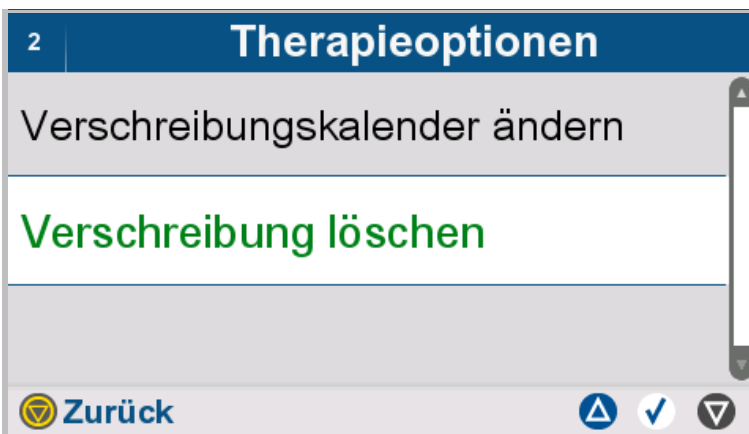 2
Therapieoptionen
Verschreibungskalender ändern
Verschreibung löschen
Zurück